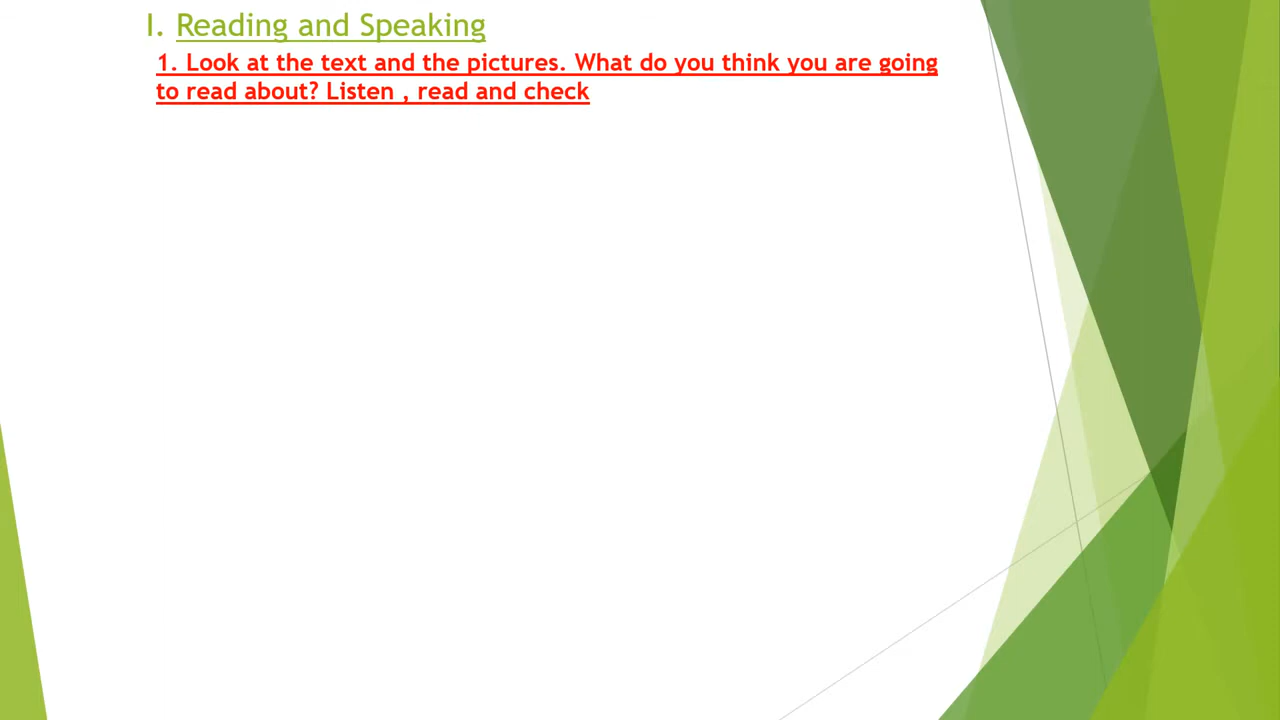 I. Reading and Speaking
1. Look at the text and the pictures. What do you think you are going
to read about? Listen , read and check